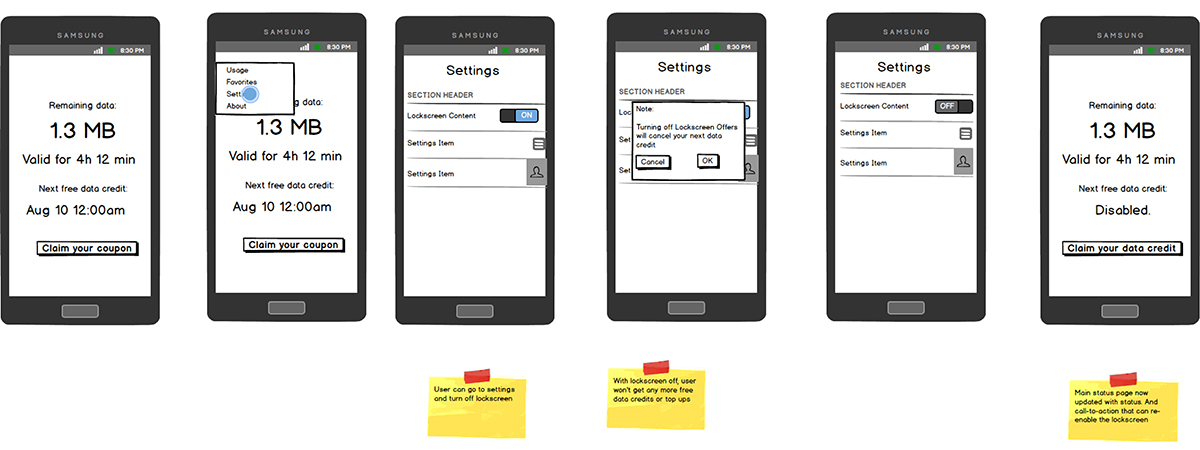 SAMSUNG
8:30 PM
Remaining data:
1.3 MB
Valid for 4h 12 min
Next free data credit:
Aug 10 12:00am
Claim your coupon
SAMSUNG
8:30 PM
Usage
Favorites
Setti
About
ng data:
1.3 MB
Valid for 4h 12 min
Next free data credit:
Aug 10 12:00am
Claim your coupon
SAMSUNG
8:30 PM
Settings
SECTION HEADER
Lockscreen Content ON
Settings Item
Settings Item
User can go to settings
and turn off lockscreen
SAMSUNG
8:30 PM
Settings
SECTION HEADER
Loc
Set
Set
Note:
Turning off Lockscreen Offers
will cancel your next data
credit
Cancel OK
With lockscreen off, user
won't get any more free
data credits or top ups
SAMSUNG
8:30 PM
Settings
SECTION HEADER
Lockscreen Content OFF
Settings Item
Settings Item
SAMSUNG
8:30 PM
Remaining data:
1.3 MB
Valid for 4h 12 min
Next free data credit:
Disabled.
Claim your data credit
Main status page now
updated with status. And
call-to-action that can re-
enable the lockscreen